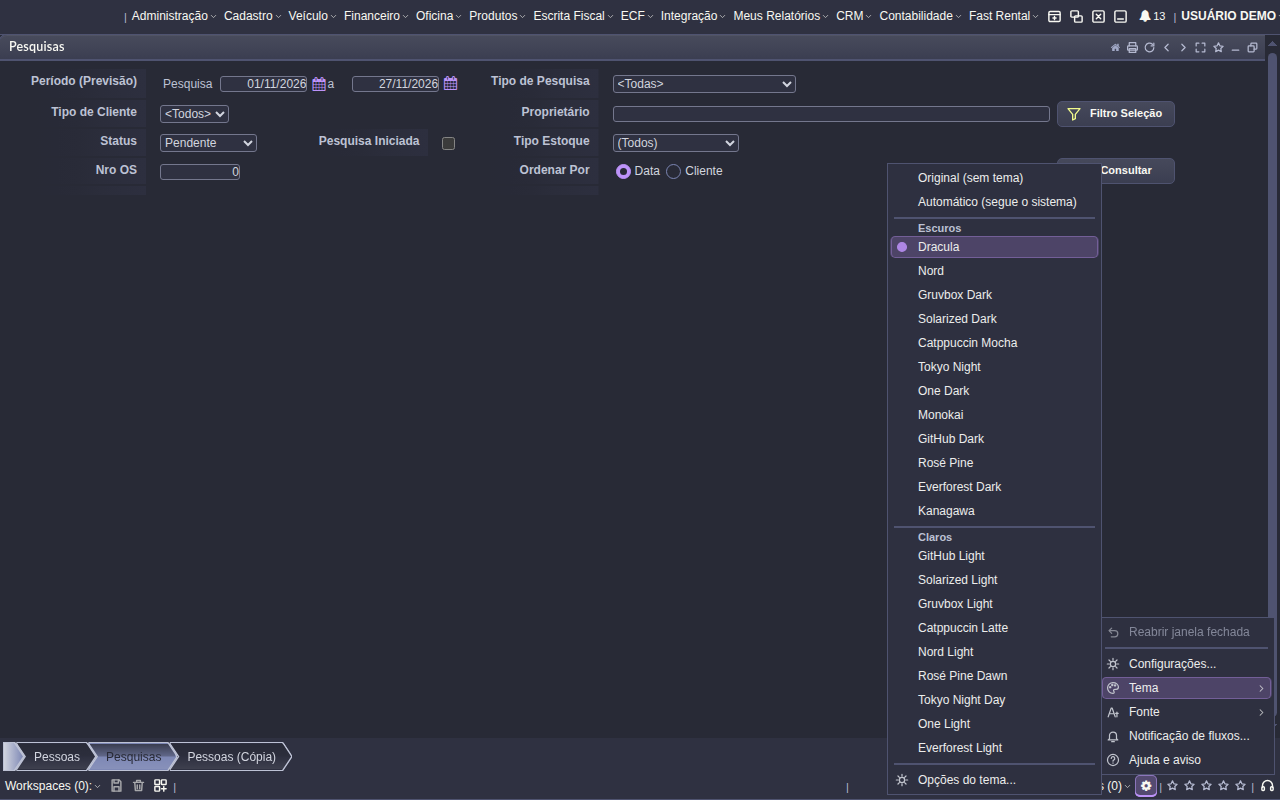 | Administração Cadastro Veículo Financeiro Oficina Produtos Escrita Fiscal ECF Integração Meus Relatórios CRM Contabilidade Fast Rental 13 | USUÁRIO DEMO
Pesquisas
Período (Previsão) Pesquisa 01/11/2026 a 27/11/2026 Tipo de Pesquisa <Todas>
Tipo de Cliente <Todos> Proprietário Filtro Seleção
Status Pendente Pesquisa Iniciada Tipo Estoque (Todos)
Nro OS 0 Ordenar Por Data Cliente Consultar
Original (sem tema)
Automático (segue o sistema)
Escuros
Dracula
Nord
Gruvbox Dark
Solarized Dark
Catppuccin Mocha
Tokyo Night
One Dark
Monokai
GitHub Dark
Rosé Pine
Everforest Dark
Kanagawa
Claros
GitHub Light
Solarized Light
Gruvbox Light
Catppuccin Latte
Nord Light
Rosé Pine Dawn
Tokyo Night Day
One Light
Everforest Light
Opções do tema...
Reabrir janela fechada
Configurações...
Tema
Fonte
Notificação de fluxos...
Ajuda e aviso
Pessoas Pesquisas Pessoas (Cópia)
Workspaces (0): | | s (0) | |